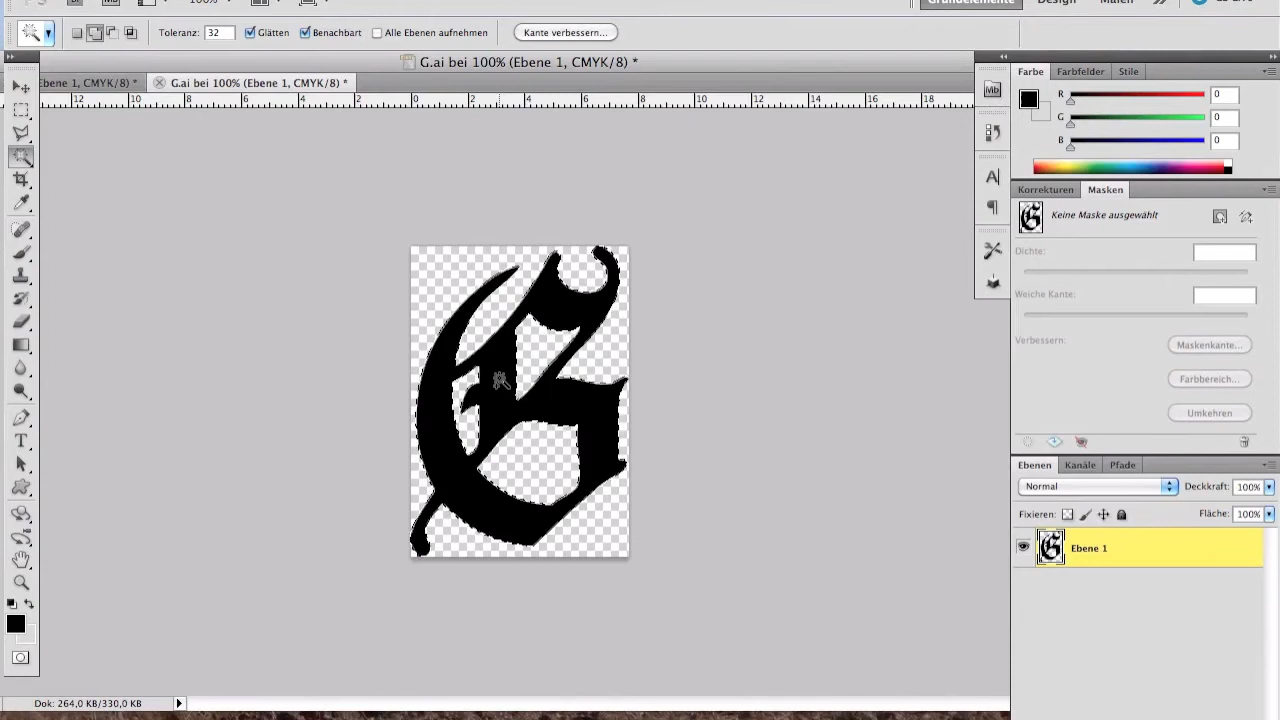 100%
Grundelemente Design Malen
Toleranz: 32 Glätten Benachbart Alle Ebenen aufnehmen Kante verbessern...
G.ai bei 100% (Ebene 1, CMYK/8) *
Ebene 1, CMYK/8) * G.ai bei 100% (Ebene 1, CMYK/8) *
12 10 8 6 4 2 0 2 4 6 8 10 12 14 16 18
Mb
Farbe Farbfelder Stile
R 0
G 0
B 0
Korrekturen Masken
Keine Maske ausgewählt
Dichte:
Weiche Kante:
Verbessern: Maskenkante...
Farbbereich...
Umkehren
G
Ebenen Kanäle Pfade
Normal Deckkraft: 100%
Fixieren: Fläche: 100%
Ebene 1
Dok: 264,0 KB/330,0 KB